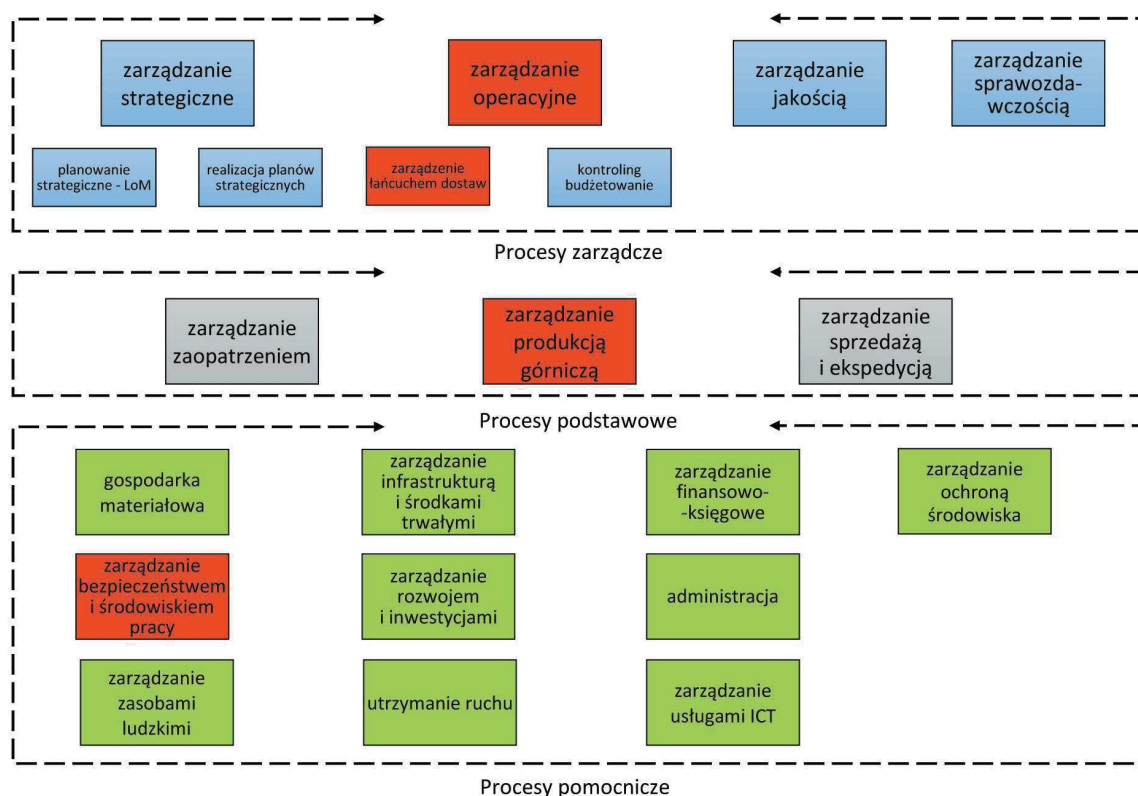 zarządzanie
strategiczne
zarządzanie
operacyjne
zarządzanie
jakością
zarządzanie
sprawozda-
wczością
planowanie
strategiczne - LoM
realizacja planów
strategicznych
zarządzenie
łańcuchem dostaw
kontroling
budżetowanie
Procesy zarządcze
zarządzanie
zaopatrzeniem
zarządzanie
produkcją
górniczą
zarządzanie
sprzedażą
i ekspedycją
Procesy podstawowe
gospodarka
materiałowa
zarządzanie
infrastrukturą
i środkami
trwałymi
zarządzanie
finansowo-
-księgowe
zarządzanie
ochroną
środowiska
zarządzanie
bezpieczeństwem
i środowiskiem
pracy
zarządzanie
rozwojem
i inwestycjami
administracja
zarządzanie
zasobami
ludzkimi
utrzymanie ruchu
zarządzanie
usługami ICT
Procesy pomocnicze